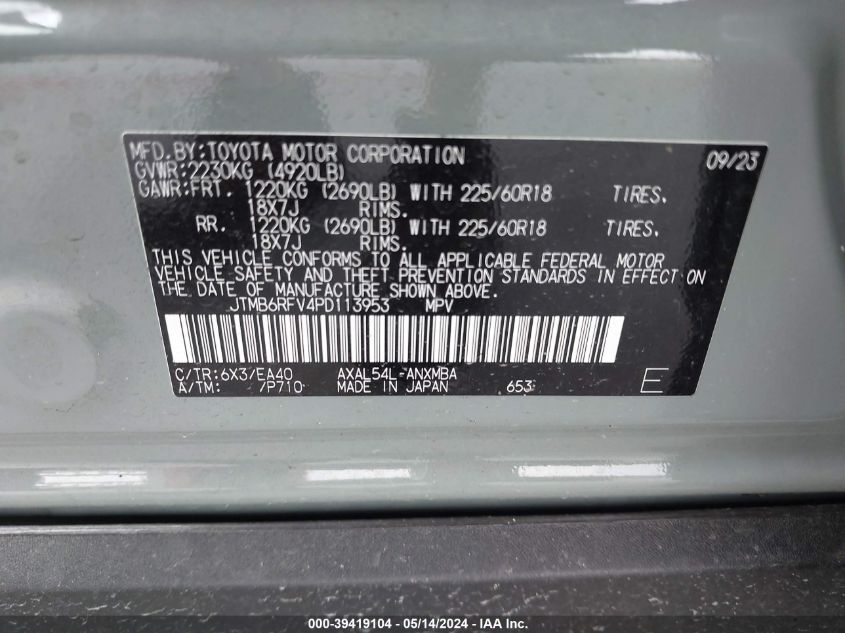 MFD.BY:TOYOTA MOTOR CORPORATION 09/23
GVWR:2230KG (4920LB)
GAWR:FRT. 1220KG (2690LB) WITH 225/60R18 TIRES.
18X7J RIMS.
RR. 1220KG (2690LB) WITH 225/60R18 TIRES.
18X7J RIMS.
THIS VEHICLE CONFORMS TO ALL APPLICABLE FEDERAL MOTOR
VEHICLE SAFETY AND THEFT PREVENTION STANDARDS IN EFFECT ON
THE DATE OF MANUFACTURE SHOWN ABOVE.
JTMB6RFV4PD113953 MPV
C/TR:6X3/EA40 AXAL54L-ANXMBA
A/TM: /P710 MADE IN JAPAN 653 E
000-39419104 - 05/14/2024 - IAA Inc.